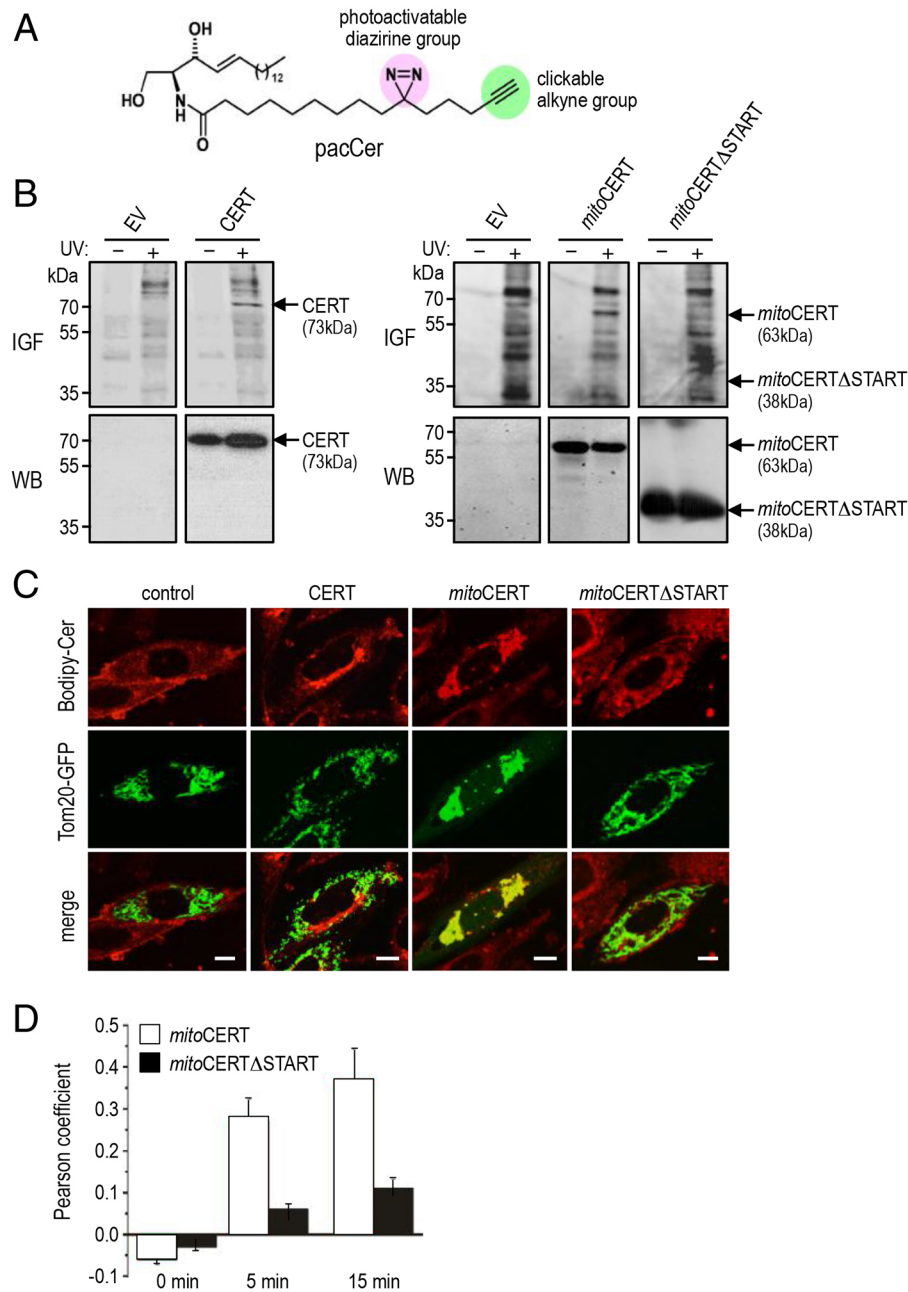 A
photoactivatable
diazirine group
OH
N=N
clickable
alkyne group
( )12
HO
N
H
O
pacCer
B
EV
CERT
EV
mitoCERT
mitoCERTΔSTART
UV: – + – +
– + – + – +
kDa
70
55
35
IGF
CERT
(73kDa)
70
55
35
IGF
mitoCERT
(63kDa)
mitoCERTΔSTART
(38kDa)
70
55
35
WB
CERT
(73kDa)
70
55
35
WB
mitoCERT
(63kDa)
mitoCERTΔSTART
(38kDa)
C
control CERT mitoCERT mitoCERTΔSTART
Bodipy-Cer
Tom20-GFP
merge
D
mitoCERT
mitoCERTΔSTART
Pearson coefficient
0.5
0.4
0.3
0.2
0.1
0.0
-0.1
0 min 5 min 15 min